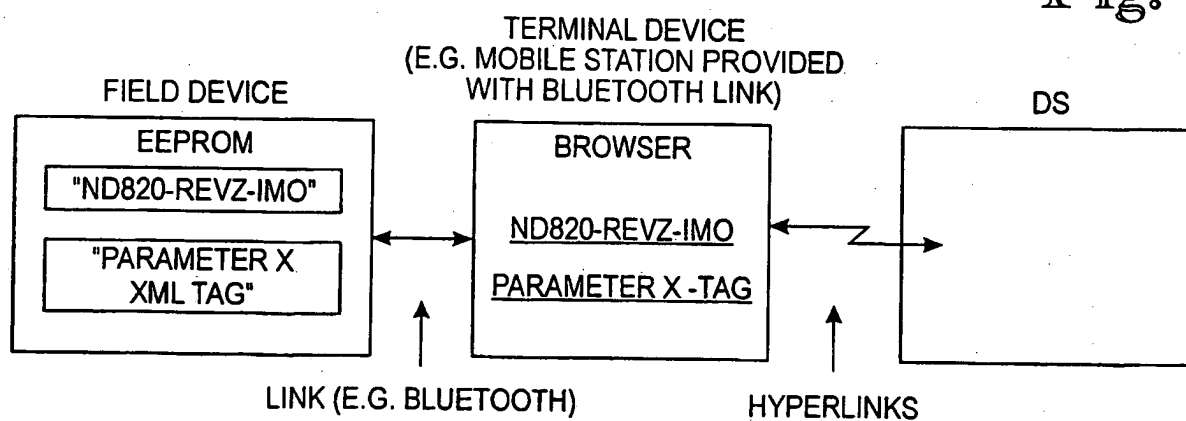 Fig.
TERMINAL DEVICE
(E.G. MOBILE STATION PROVIDED
WITH BLUETOOTH LINK)
FIELD DEVICE
DS
EEPROM
BROWSER
"ND820-REVZ-IMO"
ND820-REVZ-IMO
"PARAMETER X
XML TAG"
PARAMETER X -TAG
LINK (E.G. BLUETOOTH)
HYPERLINKS